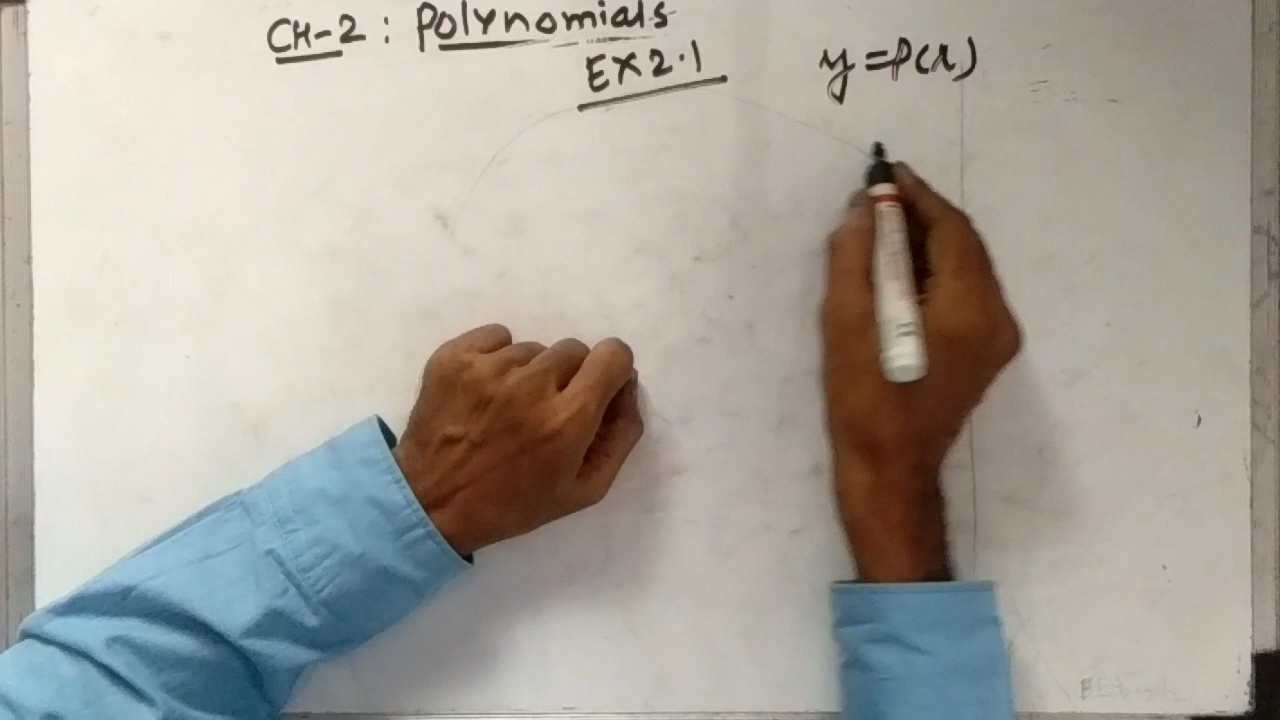 CH-2 : Polynomials
EX 2.1
y = p(x)